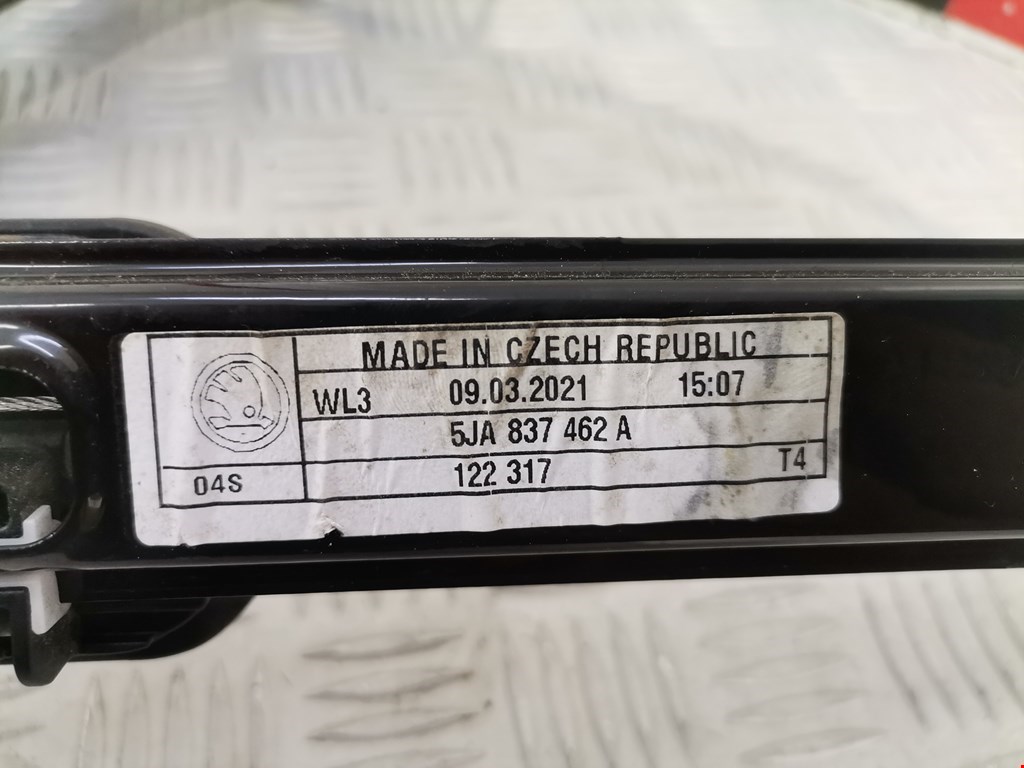 MADE IN CZECH REPUBLIC
WL3 09.03.2021 15:07
5JA 837 462 A
04S 122 317 T4